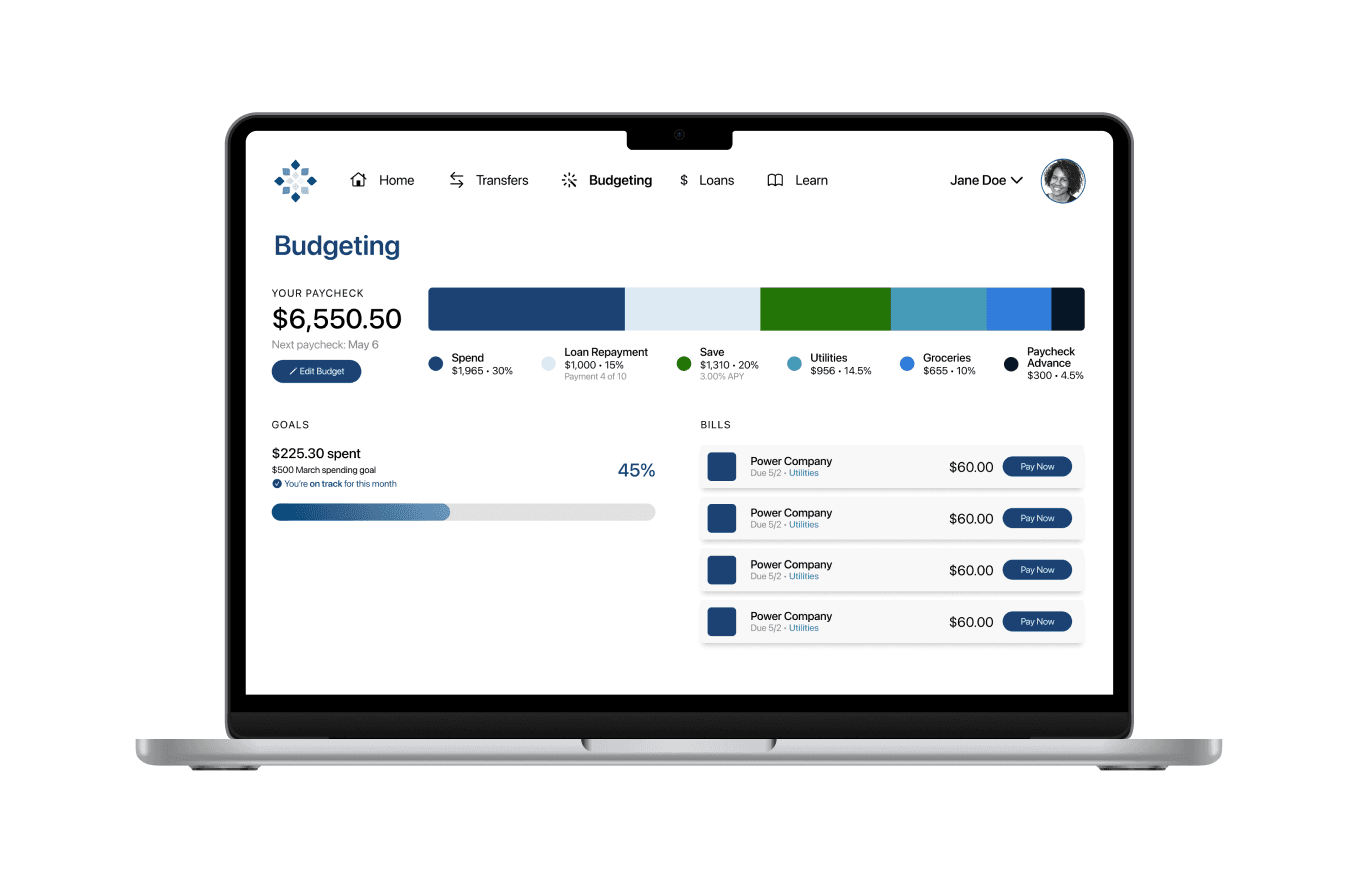 Home
Transfers
Budgeting
$ Loans
Learn
Jane Doe
Budgeting
YOUR PAYCHECK
$6,550.50
Next paycheck: May 6
Edit Budget
Spend
$1,965 • 30%
Loan Repayment
$1,000 • 15%
Payment 4 of 10
Save
$1,310 • 20%
3.00% APY
Utilities
$956 • 14.5%
Groceries
$655 • 10%
Paycheck
Advance
$300 • 4.5%
GOALS
$225.30 spent
$500 March spending goal
You're on track for this month
45%
BILLS
Power Company
Due 5/2 • Utilities
$60.00
Pay Now
Power Company
Due 5/2 • Utilities
$60.00
Pay Now
Power Company
Due 5/2 • Utilities
$60.00
Pay Now
Power Company
Due 5/2 • Utilities
$60.00
Pay Now